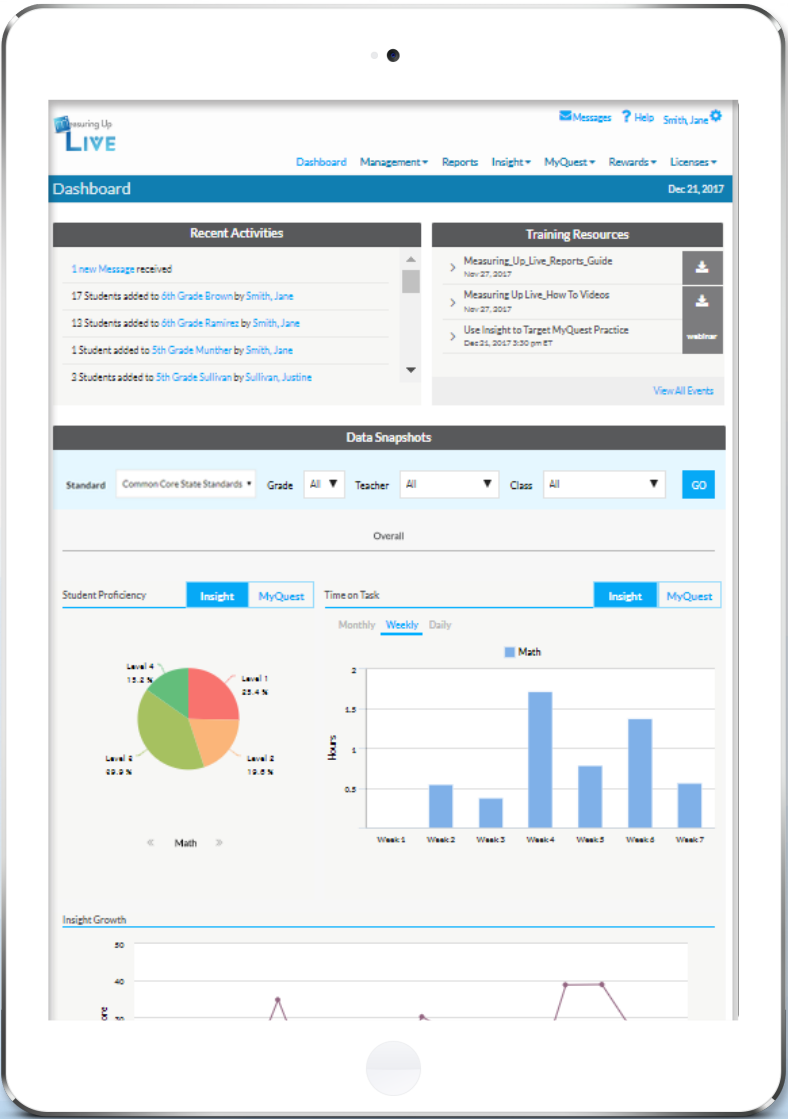 Measuring Up
LIVE
Messages ? Help Smith, Jane
Dashboard Management Reports Insight MyQuest Rewards Licenses
Dashboard Dec 21, 2017
Recent Activities
1 new Message received
17 Students added to 6th Grade Brown by Smith, Jane
13 Students added to 6th Grade Ramirez by Smith, Jane
1 Student added to 5th Grade Munther by Smith, Jane
3 Students added to 5th Grade Sullivan by Sullivan, Justine
Training Resources
Measuring_Up_Live_Reports_Guide
Nov 27, 2017
Measuring Up Live_How To Videos
Nov 27, 2017
Use Insight to Target MyQuest Practice
Dec 21, 2017 3:30 pm ET
webinar
View All Events
Data Snapshots
Standard Common Core State Standards Grade All Teacher All Class All GO
Overall
Student Proficiency Insight MyQuest
Time on Task Insight MyQuest
Monthly Weekly Daily
Level 4
15.2 %
Level 1
25.4 %
Level 3
Level 2
19.6 %
« Math »
Math
Hours
2
1.5
1
0.5
Week 1 Week 2 Week 3 Week 4 Week 5 Week 6 Week 7
Insight Growth
50
40